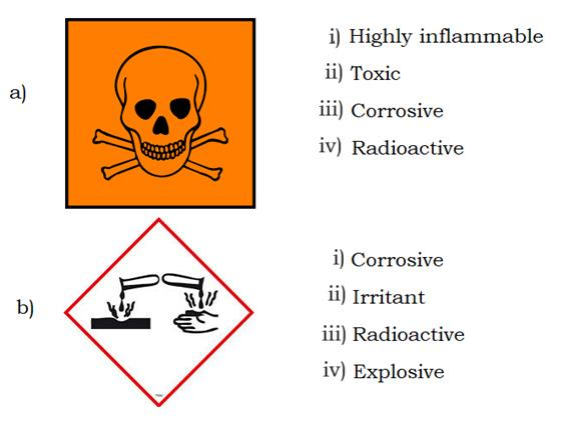 a)
i) Highly inflammable
ii) Toxic
iii) Corrosive
iv) Radioactive
b)
i) Corrosive
ii) Irritant
iii) Radioactive
iv) Explosive